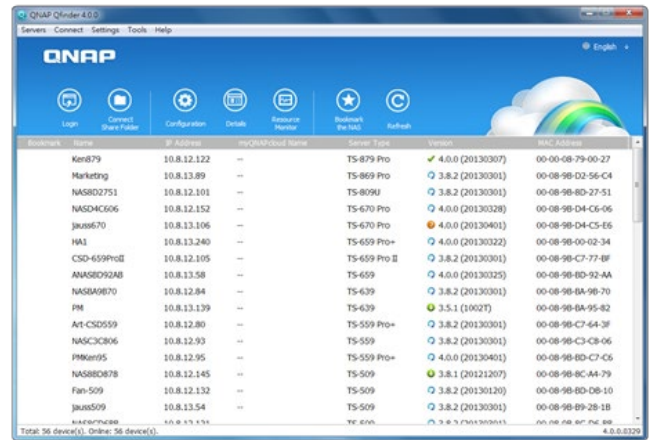 QNAP Qfinder 4.0.0
Servers Connect Settings Tools Help
QNAP
English
Login Connect Share Folder Configuration Details Resource Monitor Bookmark the NAS Refresh
Bookmark Name IP Address myQNAPcloud Name Server Type Version MAC Address
Ken879 10.8.12.122 -- TS-879 Pro 4.0.0 (20130307) 00-00-08-79-00-27
Marketing 10.8.13.89 -- TS-869 Pro 3.8.2 (20130301) 00-08-9B-D2-56-C4
NAS8D2751 10.8.12.101 -- TS-809U 3.8.2 (20130301) 00-08-9B-8D-27-51
NASD4C606 10.8.12.152 -- TS-670 Pro 4.0.0 (20130328) 00-08-9B-D4-C6-06
jauss670 10.8.13.106 -- TS-670 Pro 4.0.0 (20130401) 00-08-9B-D4-C5-E6
HA1 10.8.13.240 -- TS-659 Pro+ 4.0.0 (20130322) 00-08-9B-00-02-34
CSD-659ProII 10.8.12.105 -- TS-659 Pro II 3.8.2 (20130301) 00-08-9B-C7-77-BF
ANAS8D92AB 10.8.13.58 -- TS-659 4.0.0 (20130325) 00-08-9B-BD-92-AA
NASBA9B70 10.8.12.84 -- TS-639 3.8.2 (20130301) 00-08-9B-BA-9B-70
PM 10.8.13.139 -- TS-639 3.5.1 (1002T) 00-08-9B-BA-95-82
Art-CSD559 10.8.12.80 -- TS-559 Pro+ 3.8.2 (20130301) 00-08-9B-C7-64-3F
NASC3C806 10.8.12.93 -- TS-559 3.8.2 (20130301) 00-08-9B-C3-C8-06
PMKen95 10.8.12.95 -- TS-559 Pro+ 4.0.0 (20130401) 00-08-9B-BD-C7-C6
NAS8BD878 10.8.12.145 -- TS-509 3.8.1 (20121207) 00-08-9B-8C-A4-79
Fan-509 10.8.12.132 -- TS-509 3.8.2 (20130120) 00-08-9B-BD-DB-10
jauss509 10.8.13.54 -- TS-509 3.8.2 (20130301) 00-08-9B-B9-28-1B
Total: 56 device(s). Online: 56 device(s). 4.0.0.0329